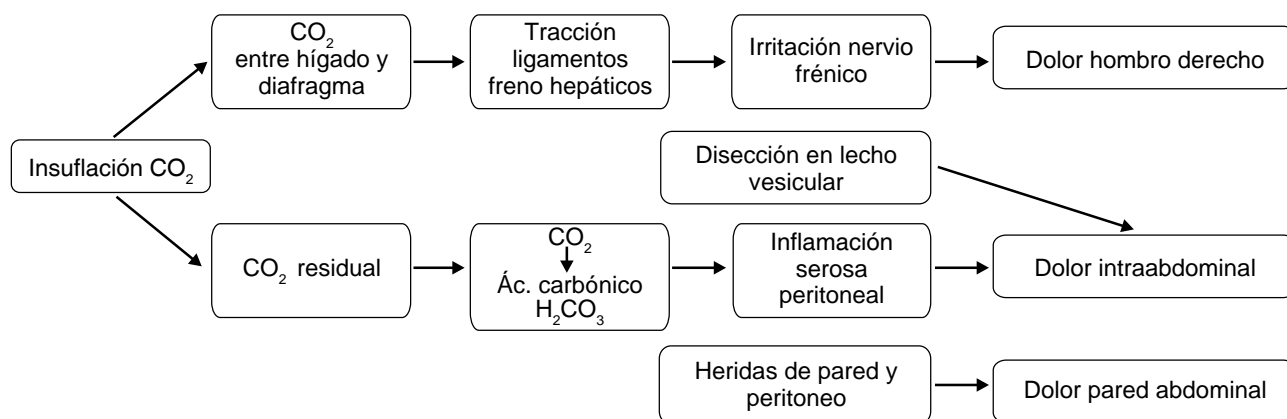 CO₂
entre hígado y
diafragma
Tracción
ligamentos
freno hepáticos
Irritación nervio
frénico
Dolor hombro derecho
Insuflación CO₂
Disección en lecho
vesicular
CO₂ residual
CO₂
Ác. carbónico
H₂CO₃
Inflamación
serosa
peritoneal
Dolor intraabdominal
Heridas de pared y
peritoneo
Dolor pared abdominal